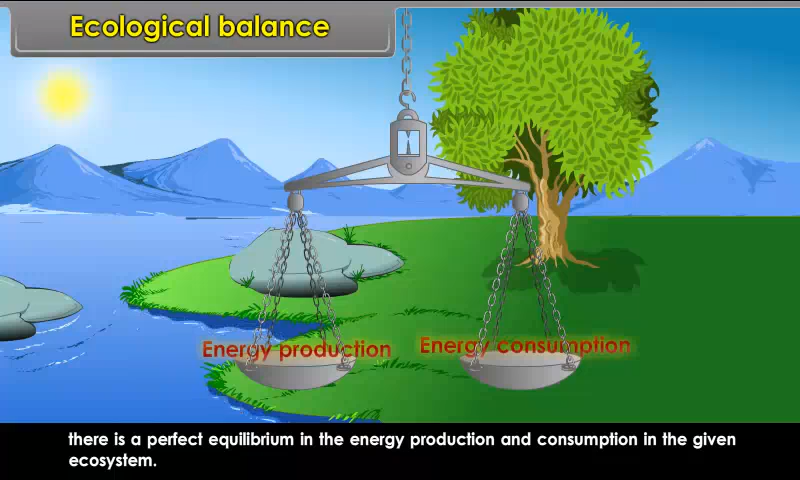 Ecological balance
Energy production
Energy consumption
there is a perfect equilibrium in the energy production and consumption in the given
ecosystem.